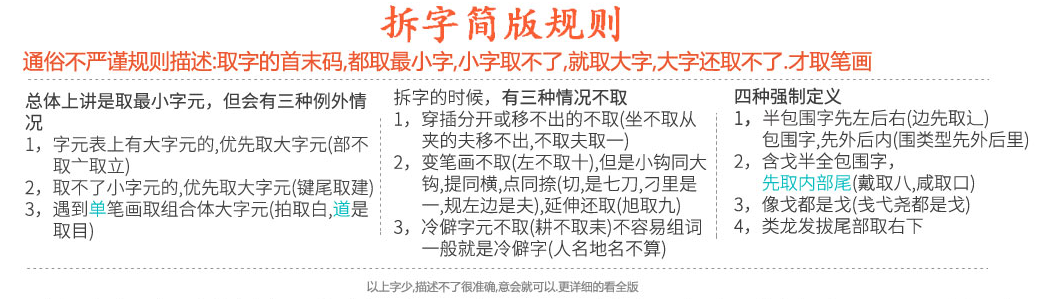 拆字简版规则
通俗不严谨规则描述:取字的首末码,都取最小字,小字取不了,就取大字,大字还取不了.才取笔画
总体上讲是取最小字元，但会有三种例外情
况
1，字元表上有大字元的,优先取大字元(部不
取亠取立)
2，取不了小字元的,优先取大字元(键尾取建)
3，遇到单笔画取组合体大字元(拍取白,道是
取目)
拆字的时候，有三种情况不取
1，穿插分开或移不出的不取(坐不取从
夹的夫移不出,不取夫取一)
2，变笔画不取(左不取十),但是小钩同大
钩,提同横,点同捺(切,是七刀,刁里是
一,规左边是夫),延伸还取(旭取九)
3，冷僻字元不取(耕不取耒)不容易组词
一般就是冷僻字(人名地名不算)
四种强制定义
1，半包围字先左后右(边先取辶)
包围字,先外后内(围类型先外后里)
2，含戈半全包围字，
先取内部尾(戴取八,咸取口)
3，像戈都是戈(戋弋尧都是戈)
4，类龙发拔尾部取右下
以上字少,描述不了很准确,意会就可以.更详细的看全版